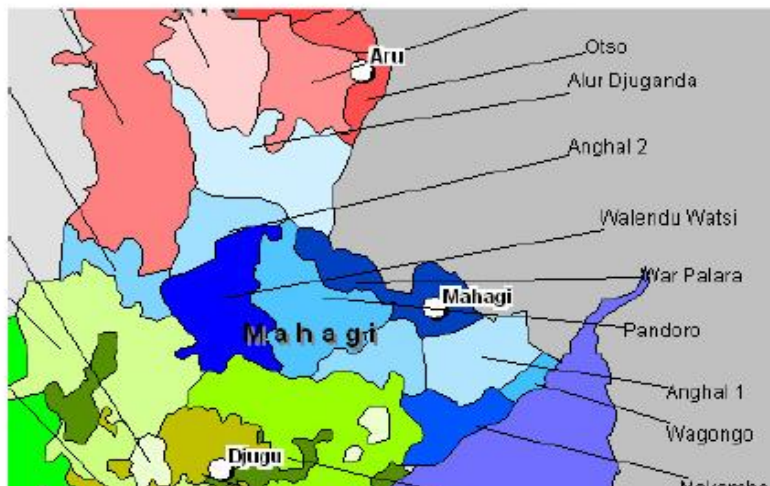 Aru
Otso
Alur Djuganda
Anghal 2
Walendu Watsi
War Palara
Mahagi
Pandoro
Mahagi
Anghal 1
Wagongo
Djugu